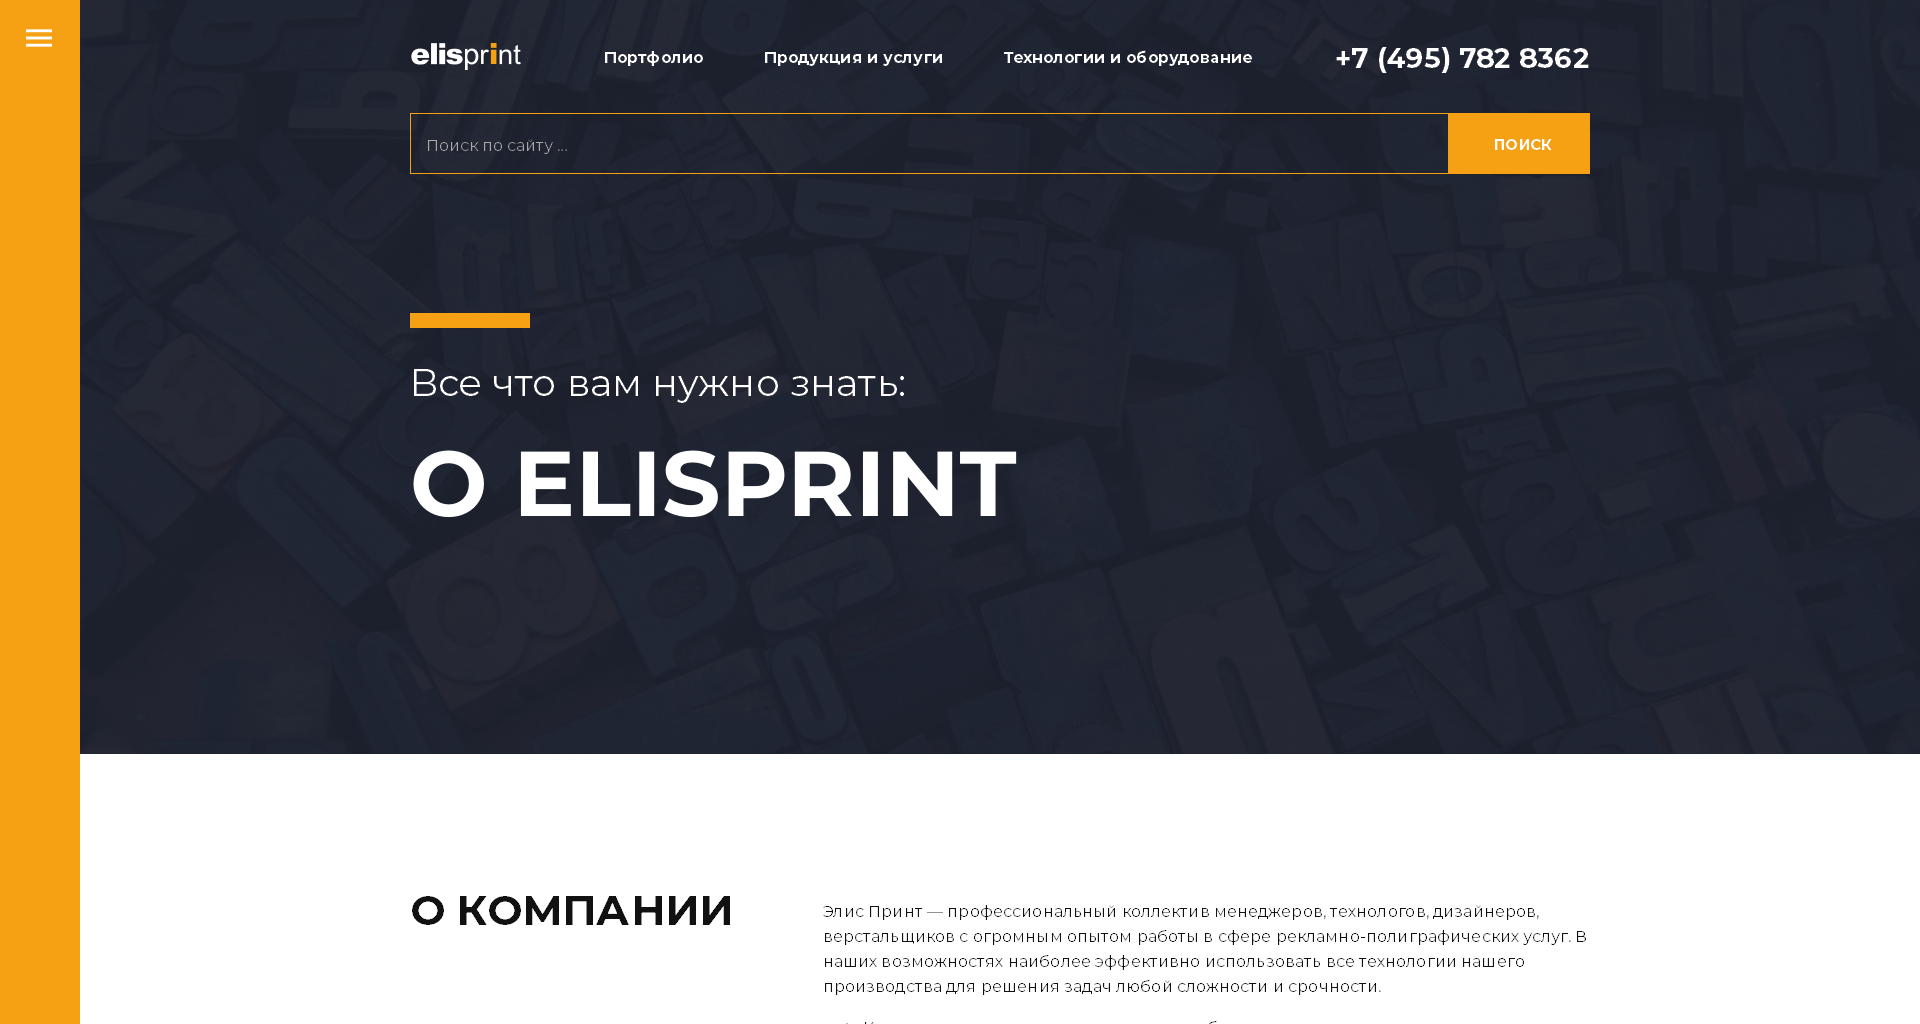 elisprint
Портфолио
Продукция и услуги
Технологии и оборудование
+7 (495) 782 8362
Поиск по сайту ...
ПОИСК
Все что вам нужно знать:
О ELISPRINT
О КОМПАНИИ
Элис Принт — профессиональный коллектив менеджеров, технологов, дизайнеров,
верстальщиков с огромным опытом работы в сфере рекламно-полиграфических услуг. В
наших возможностях наиболее эффективно использовать все технологии нашего
производства для решения задач любой сложности и срочности.